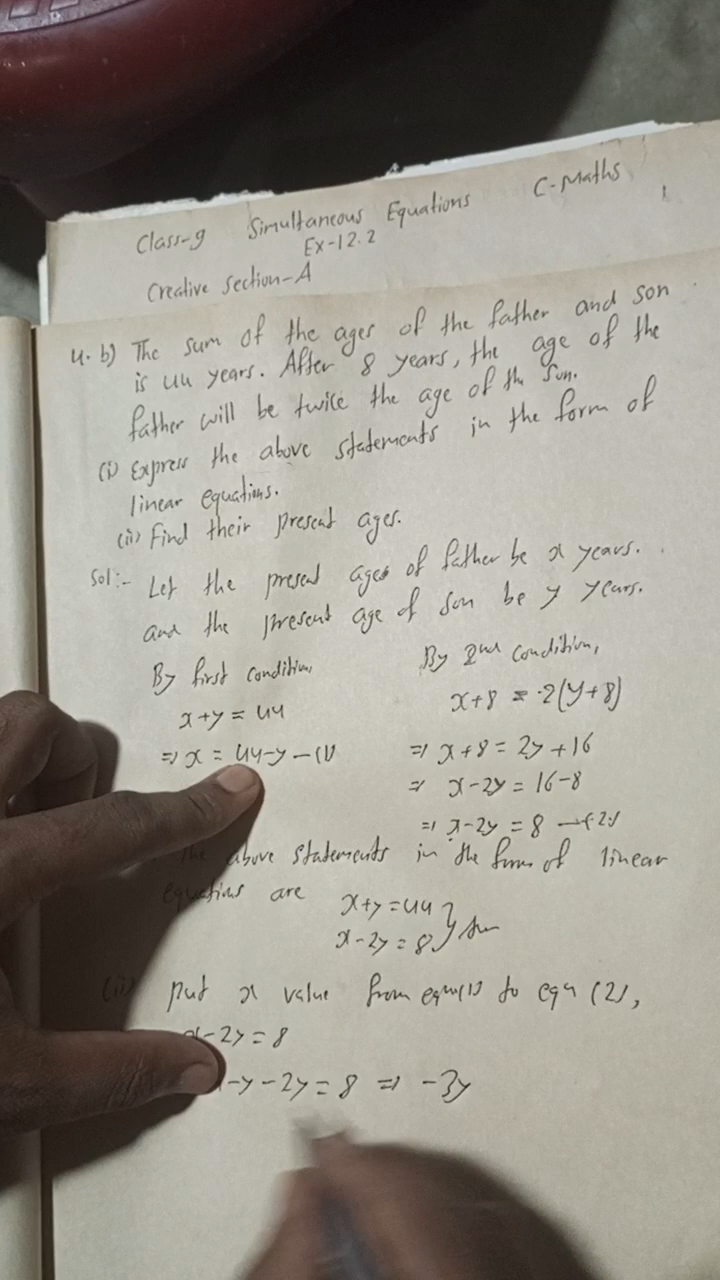 Class-9 Simultaneous Equations C-Maths
Ex-12.2
Creative Section-A
4. b) The sum of the ages of the father and son
is 44 years. After 8 years, the age of the
father will be twice the age of the son.
(i) Express the above statements in the form of
linear equations.
(ii) Find their present ages.
Sol:- Let the present ages of father be x years.
and the present age of son be y years.
By first condition,
x+y = 44
⇒ x = 44-y -(1)
By 2nd condition,
x+8 = 2(y+8)
⇒ x+8 = 2y+16
⇒ x-2y = 16-8
⇒ x-2y = 8 -(2)
The above statements in the form of linear
equations are x+y=44
x-2y=8
(ii) put x value from eqn(1) to eqn (2),
x-2y=8
-y-2y=8 ⇒ -3y